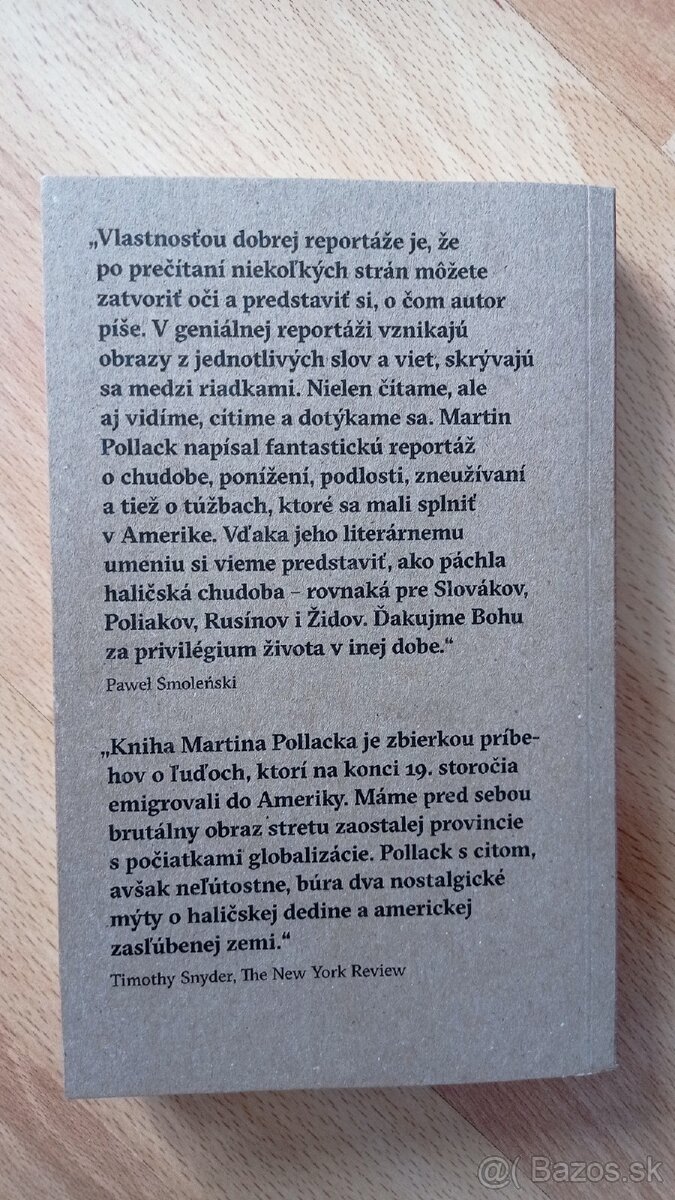 „Vlastnosťou dobrej reportáže je, že
po prečítaní niekoľkých strán môžete
zatvoriť oči a predstaviť si, o čom autor
píše. V geniálnej reportáži vznikajú
obrazy z jednotlivých slov a viet, skrývajú
sa medzi riadkami. Nielen čítame, ale
aj vidíme, cítime a dotýkame sa. Martin
Pollack napísal fantastickú reportáž
o chudobe, ponížení, podlosti, zneužívaní
a tiež o túžbach, ktoré sa mali splniť
v Amerike. Vďaka jeho literárnemu
umeniu si vieme predstaviť, ako páchla
haličská chudoba – rovnaká pre Slovákov,
Poliakov, Rusínov i Židov. Ďakujme Bohu
za privilégium života v inej dobe.“
Paweł Smoleński
„Kniha Martina Pollacka je zbierkou príbe-
hov o ľuďoch, ktorí na konci 19. storočia
emigrovali do Ameriky. Máme pred sebou
brutálny obraz stretu zaostalej provincie
s počiatkami globalizácie. Pollack s citom,
avšak neľútostne, búra dva nostalgické
mýty o haličskej dedine a americkej
zasľúbenej zemi.“
Timothy Snyder, The New York Review
@( Bazos.sk